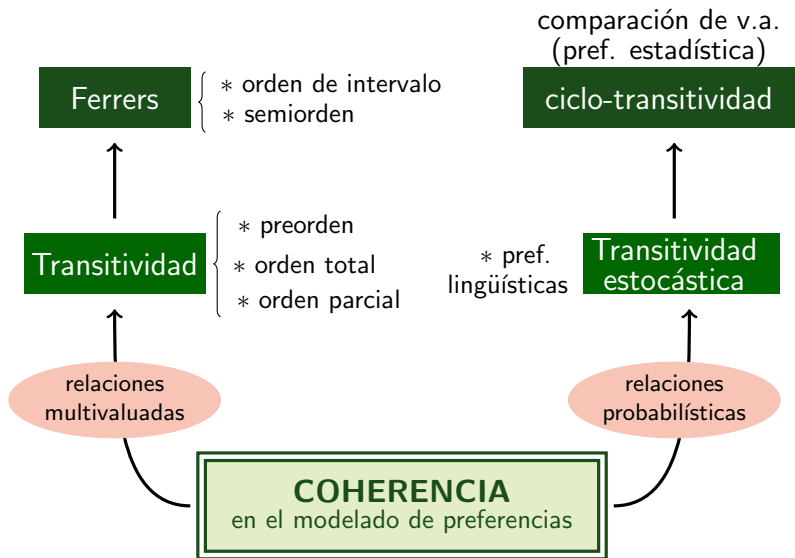 comparación de v.a.
(pref. estadística)
Ferrers
∗ orden de intervalo
∗ semiorden
ciclo-transitividad
Transitividad
∗ preorden
∗ orden total
∗ orden parcial
∗ pref.
lingüísticas
Transitividad
estocástica
relaciones
multivaluadas
relaciones
probabilísticas
COHERENCIA
en el modelado de preferencias